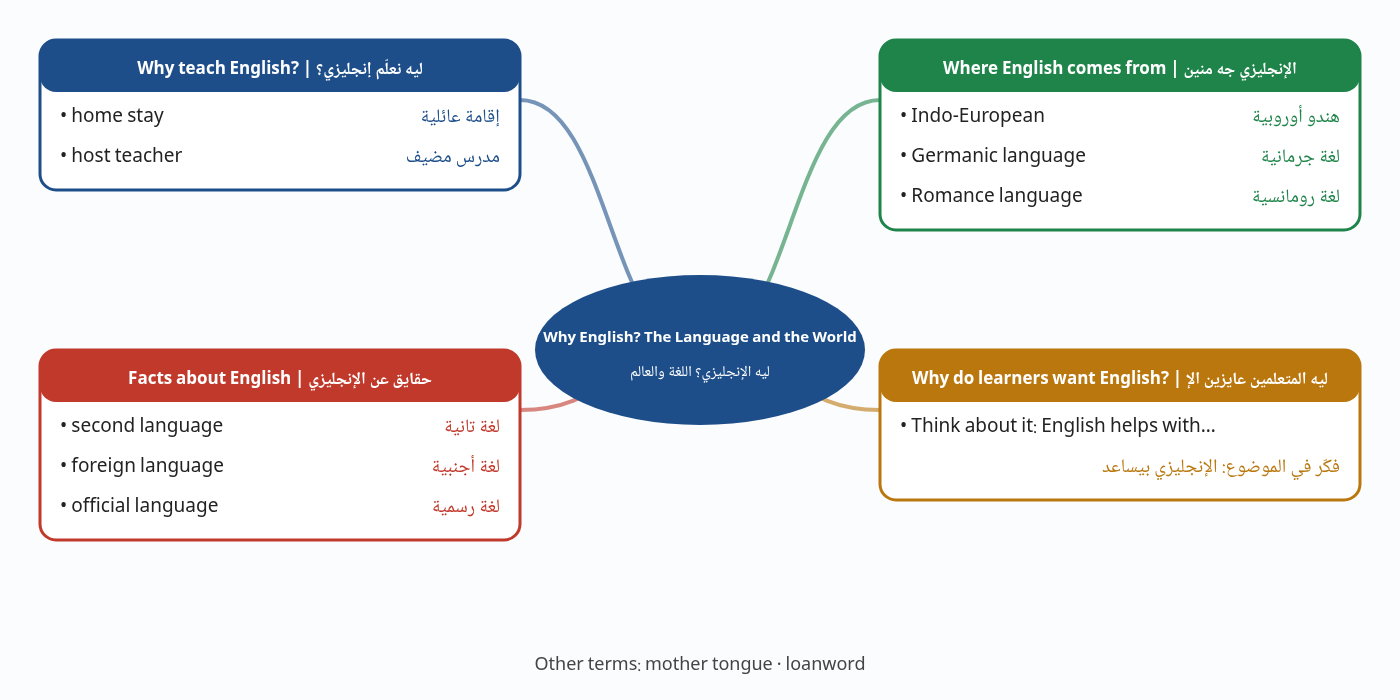 Why teach English? | ليه نعلّم إنجليزي؟
• home stay إقامة عائلية
• host teacher مدرس مضيف
Where English comes from | الإنجليزي جه منين
• Indo-European هندو أوروبية
• Germanic language لغة جرمانية
• Romance language لغة رومانسية
Why English? The Language and the World
ليه الإنجليزي؟ اللغة والعالم
Facts about English | حقايق عن الإنجليزي
• second language لغة تانية
• foreign language لغة أجنبية
• official language لغة رسمية
Why do learners want English? | ليه المتعلمين عايزين الإ
• Think about it: English helps with...
فكّر في الموضوع: الإنجليزي بيساعد
Other terms: mother tongue · loanword